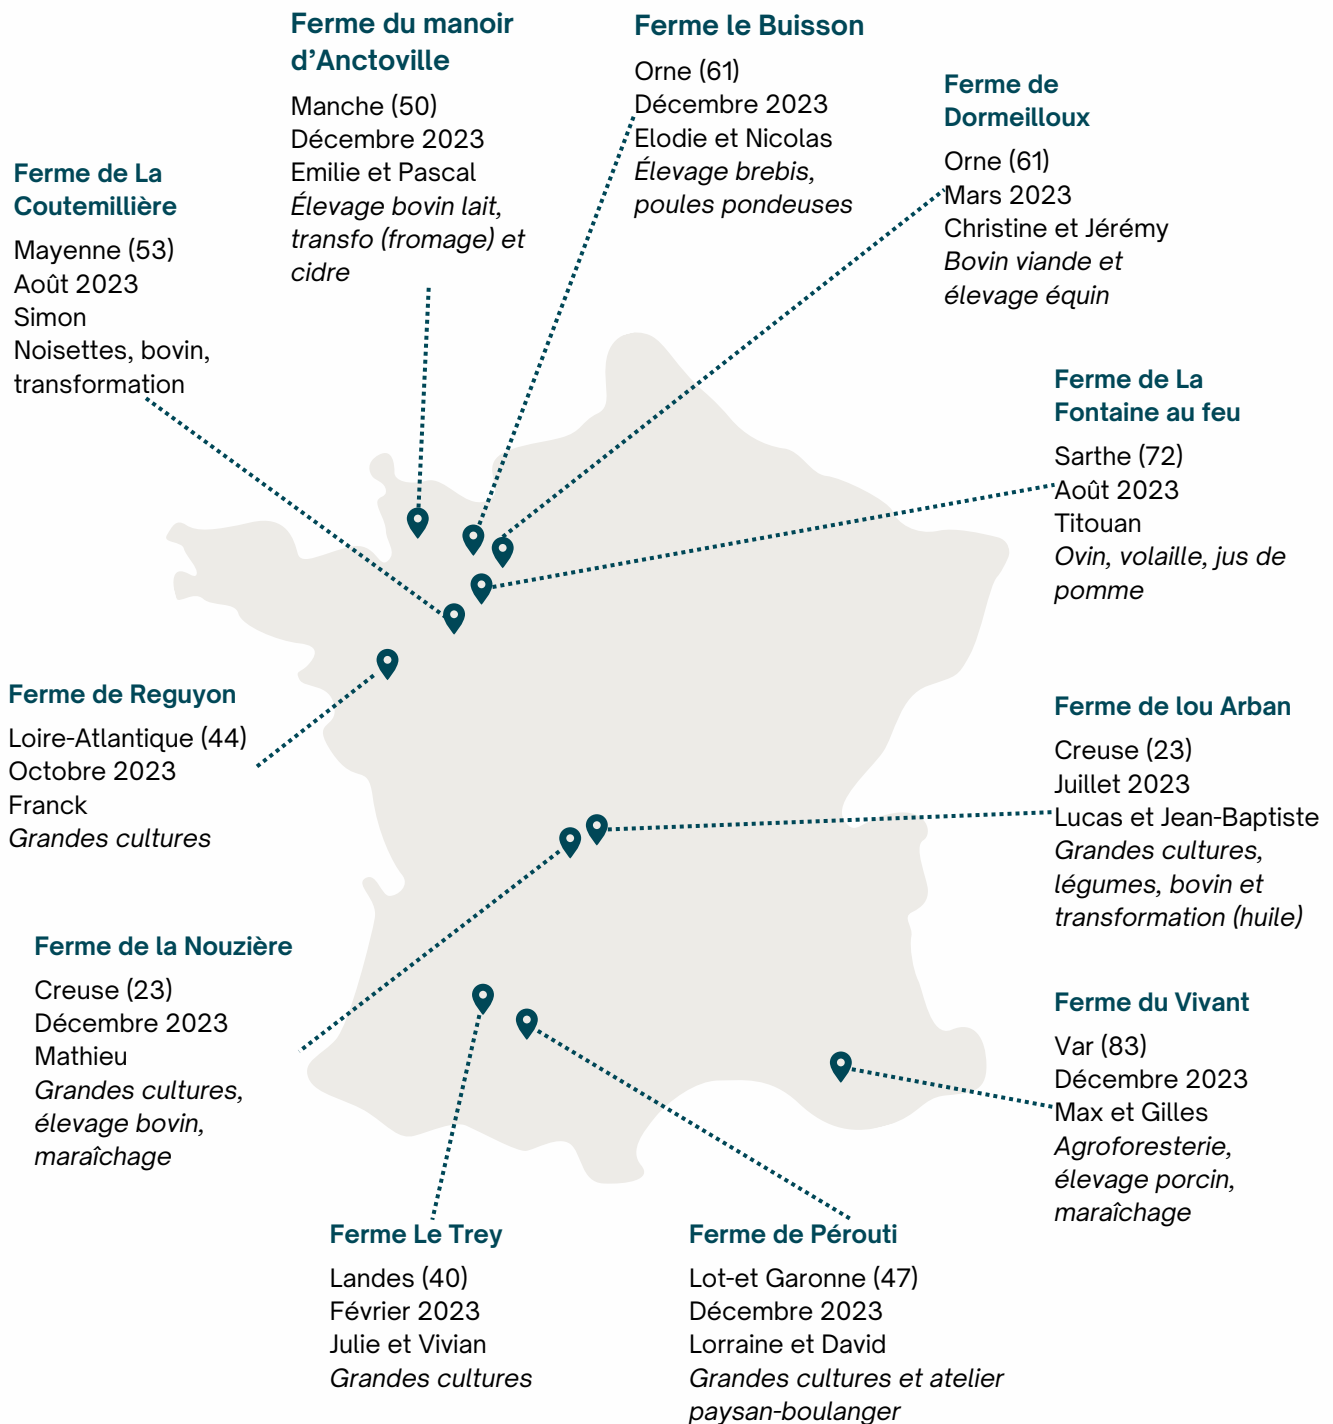 Ferme du manoir
d’Anctoville
Manche (50)
Décembre 2023
Emilie et Pascal
Élevage bovin lait,
transfo (fromage) et
cidre
Ferme le Buisson
Orne (61)
Décembre 2023
Elodie et Nicolas
Élevage brebis,
poules pondeuses
Ferme de
Dormeilloux
Orne (61)
Mars 2023
Christine et Jérémy
Bovin viande et
élevage équin
Ferme de La
Coutemillière
Mayenne (53)
Août 2023
Simon
Noisettes, bovin,
transformation
Ferme de La
Fontaine au feu
Sarthe (72)
Août 2023
Titouan
Ovin, volaille, jus de
pomme
Ferme de Reguyon
Loire-Atlantique (44)
Octobre 2023
Franck
Grandes cultures
Ferme de lou Arban
Creuse (23)
Juillet 2023
Lucas et Jean-Baptiste
Grandes cultures,
légumes, bovin et
transformation (huile)
Ferme de la Nouzière
Creuse (23)
Décembre 2023
Mathieu
Grandes cultures,
élevage bovin,
maraîchage
Ferme du Vivant
Var (83)
Décembre 2023
Max et Gilles
Agroforesterie,
élevage porcin,
maraîchage
Ferme Le Trey
Landes (40)
Février 2023
Julie et Vivian
Grandes cultures
Ferme de Pérouti
Lot-et Garonne (47)
Décembre 2023
Lorraine et David
Grandes cultures et atelier
paysan-boulanger